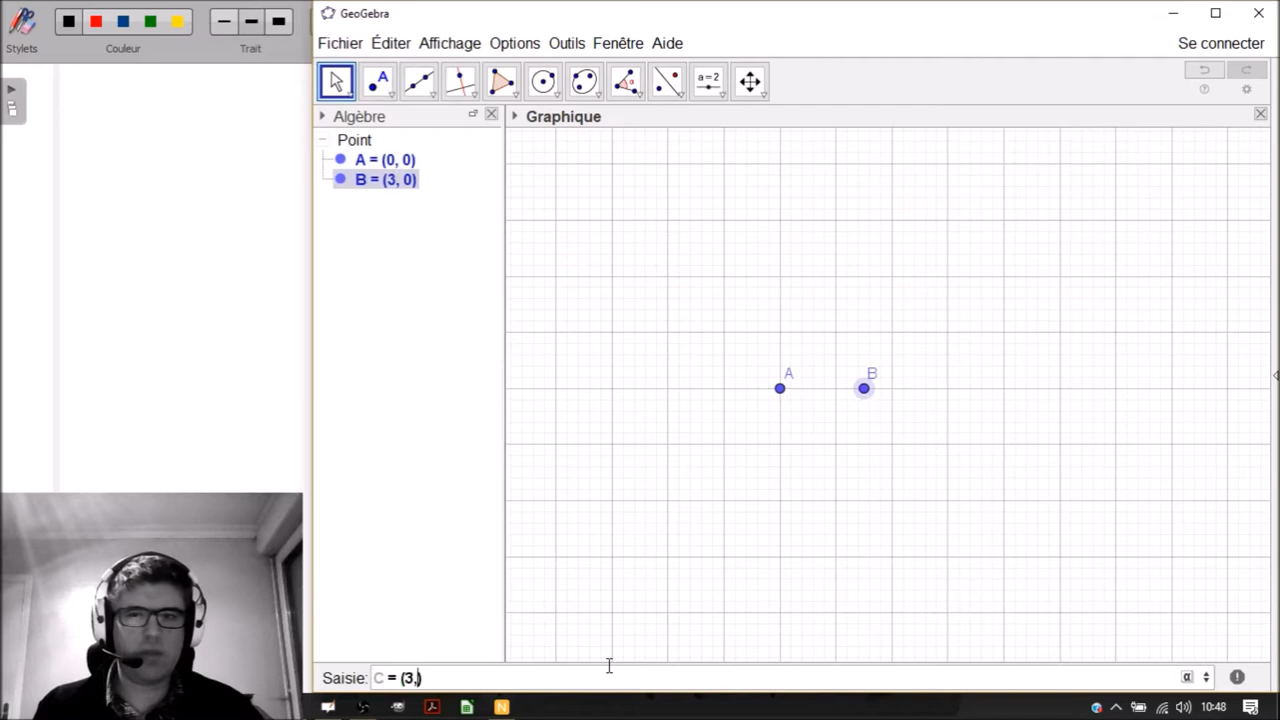 GeoGebra
Stylets
Couleur
Trait
Fichier Éditer Affichage Options Outils Fenêtre Aide
Se connecter
A
a=2
Algèbre
Graphique
Point
A = (0, 0)
B = (3, 0)
A
B
Saisie: C = (3,)
α
10:48